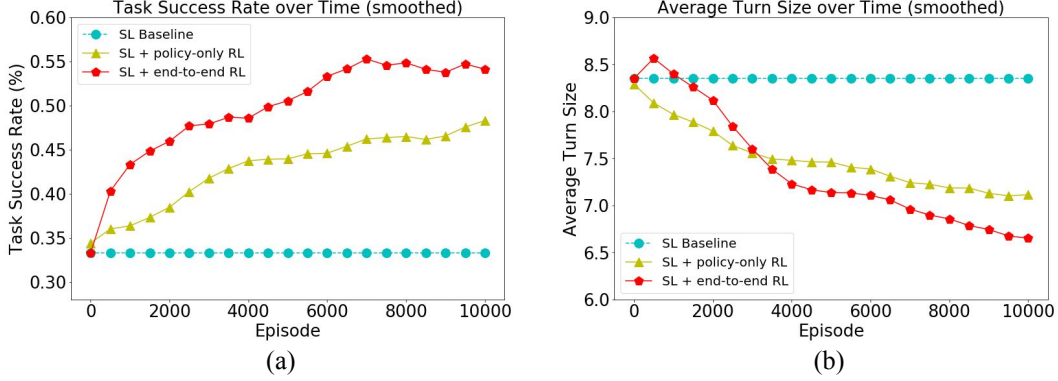 Task Success Rate over Time (smoothed)
Task Success Rate (%)
0.60
0.55
0.50
0.45
0.40
0.35
0.30
SL Baseline
SL + policy-only RL
SL + end-to-end RL
0 2000 4000 6000 8000 10000
Episode
(a)
Average Turn Size over Time (smoothed)
Average Turn Size
9.0
8.5
8.0
7.5
7.0
6.5
6.0
SL Baseline
SL + policy-only RL
SL + end-to-end RL
0 2000 4000 6000 8000 10000
Episode
(b)